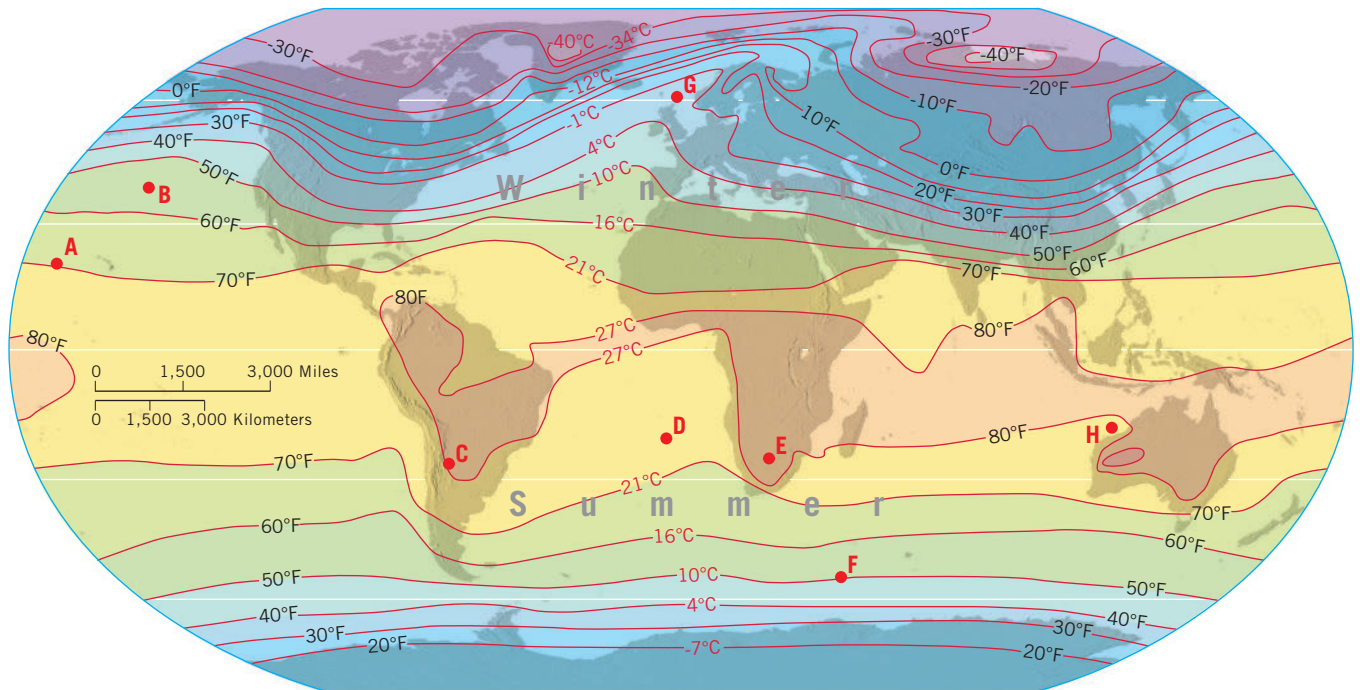 -40°C
-34°C
-30°F
-30°F
-40°F
-20°F
-12°C
0°F
G
-10°F
-1°C
10°F
30°F
40°F
4°C
0°F
50°F
-10°C
20°F
B
Winter
30°F
60°F
16°C
40°F
A
50°F
21°C
70°F
60°F
70°F
80F
27°C
80°F
80°F
27°C
0 1,500 3,000 Miles
0 1,500 3,000 Kilometers
D
80°F
H
E
C
70°F
21°C
Summer
70°F
60°F
-16°C
60°F
F
50°F
10°C
50°F
40°F
4°C
40°F
30°F
30°F
20°F
-7°C
20°F